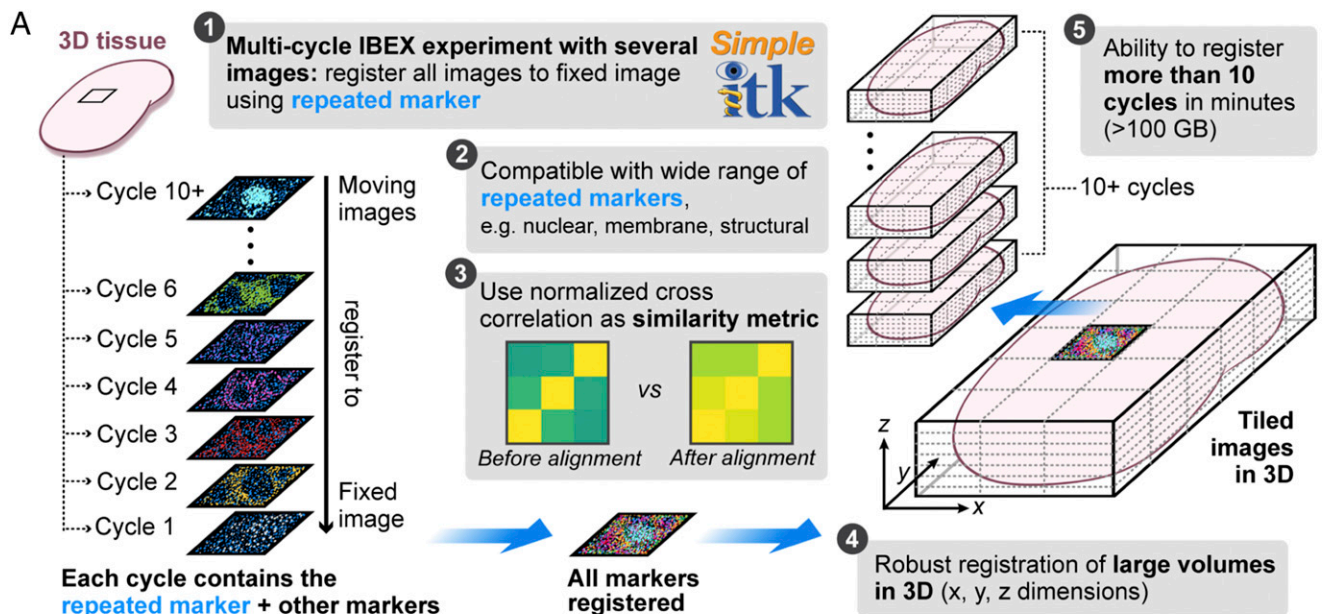 A
3D tissue
1
Multi-cycle IBEX experiment with several
images: register all images to fixed image
using repeated marker
Simple
itk
Cycle 10+
Cycle 6
Cycle 5
Cycle 4
Cycle 3
Cycle 2
Cycle 1
Moving
images
register to
Fixed
image
Each cycle contains the
repeated marker + other markers
2
Compatible with wide range of
repeated markers,
e.g. nuclear, membrane, structural
3
Use normalized cross
correlation as similarity metric
vs
Before alignment
After alignment
All markers
registered
4
Robust registration of large volumes
in 3D (x, y, z dimensions)
5
Ability to register
more than 10
cycles in minutes
(>100 GB)
10+ cycles
Tiled
images
in 3D
z
y
x